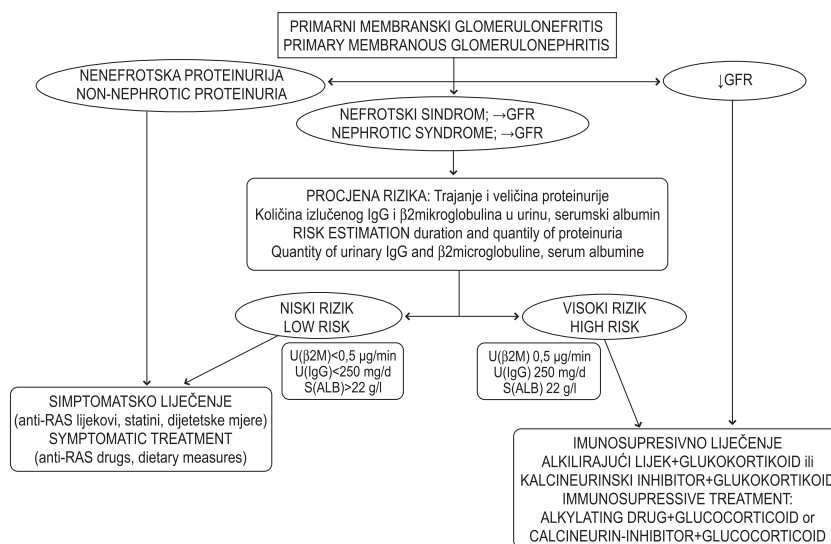 PRIMARNI MEMBRANSKI GLOMERULONEFRITIS
PRIMARY MEMBRANOUS GLOMERULONEPHRITIS
NENEFROTSKA PROTEINURIJA
NON-NEPHROTIC PROTEINURIA
↓GFR
NEFROTSKI SINDROM; →GFR
NEPHROTIC SYNDROME; →GFR
PROCJENA RIZIKA: Trajanje i veličina proteinurije
Količina izlučenog IgG i β2mikroglobulina u urinu, serumski albumin
RISK ESTIMATION duration and quantily of proteinuria
Quantity of urinary IgG and β2microglobuline, serum albumine
NISKI RIZIK
LOW RISK
VISOKI RIZIK
HIGH RISK
U(β2M)<0,5 µg/min
U(IgG)<250 mg/d
S(ALB)>22 g/l
U(β2M) 0,5 µg/min
U(IgG) 250 mg/d
S(ALB) 22 g/l
SIMPTOMATSKO LIJEČENJE
(anti-RAS lijekovi, statini, dijetetske mjere)
SYMPTOMATIC TREATMENT
(anti-RAS drugs, dietary measures)
IMUNOSUPRESIVNO LIJEČENJE
ALKILIRAJUĆI LIJEK+GLUKOKORTIKOID ili
KALCINEURINSKI INHIBITOR+GLUKOKORTIKOID
IMMUNOSUPRESSIVE TREATMENT:
ALKYLATING DRUG+GLUCOCORTICOID or
CALCINEURIN-INHIBITOR+GLUCOCORTICOID